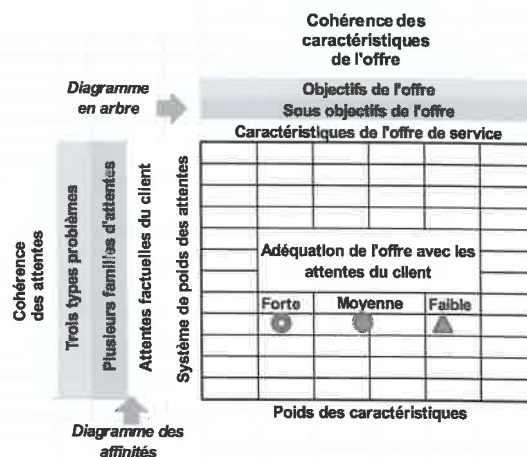 Cohérence des
caractéristiques
de l'offre
Diagramme
en arbre
Objectifs de l'offre
Sous objectifs de l'offre
Caractéristiques de l'offre de service
Cohérence
des attentes
Trois types problèmes
Plusieurs familles d'attentes
Attentes factuelles du client
Système de poids des attentes
Adéquation de l'offre avec les
attentes du client
Forte Moyenne Faible
Poids des caractéristiques
Diagramme des
affinités